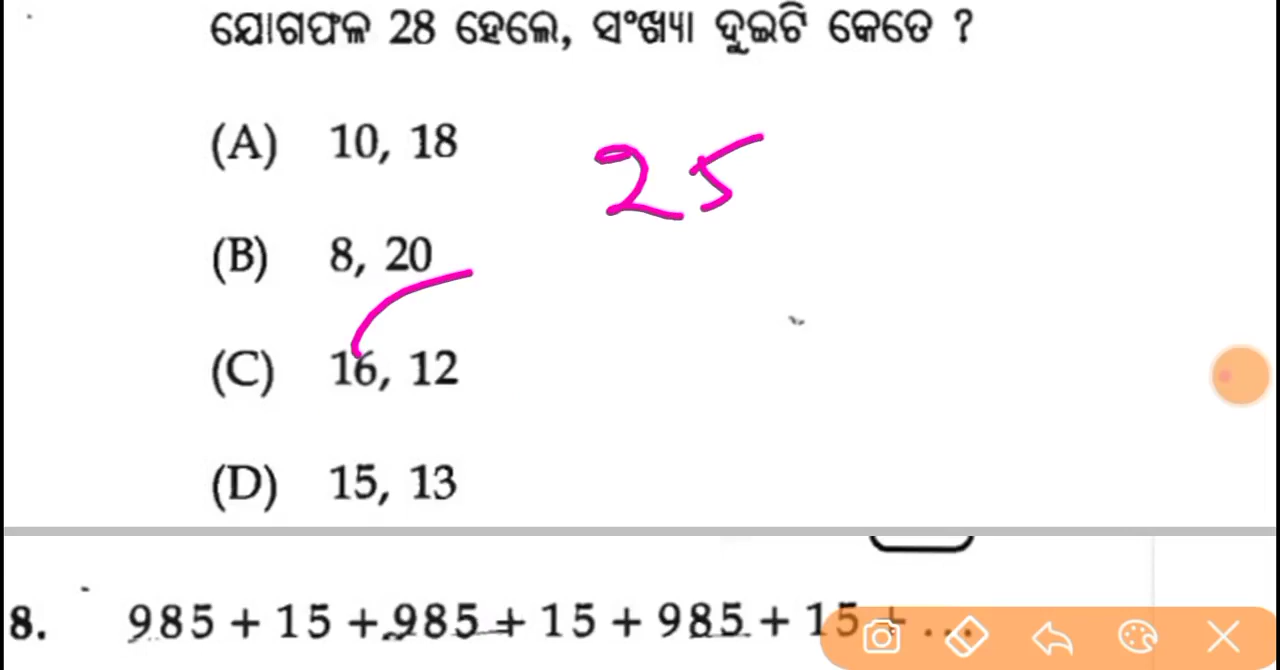 ଯୋଗଫଳ 28 ହେଲେ, ସଂଖ୍ୟା ଦୁଇଟି କେତେ ?
(A) 10, 18
25
(B) 8, 20
(C) 16, 12
(D) 15, 13
8. 985 + 15 + 985 + 15 + 985 + 15 + ...